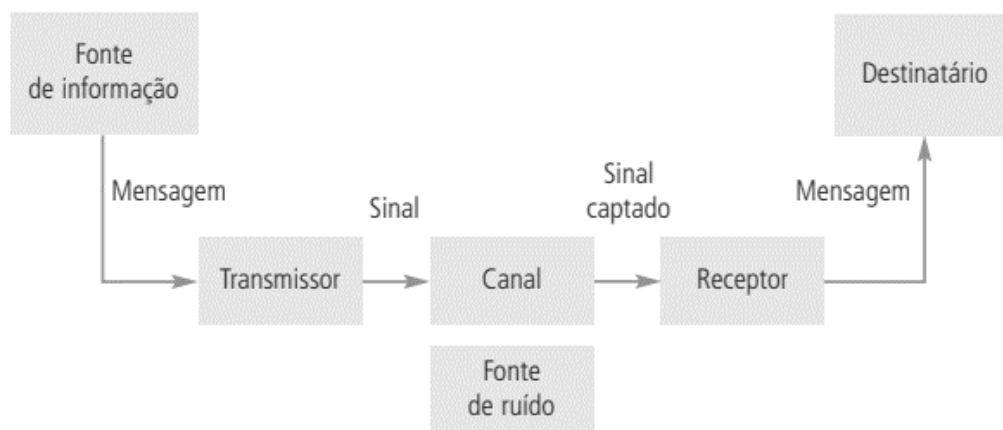 Fonte
de informação
Destinatário
Mensagem
Sinal
Sinal
captado
Mensagem
Transmissor
Canal
Receptor
Fonte
de ruído